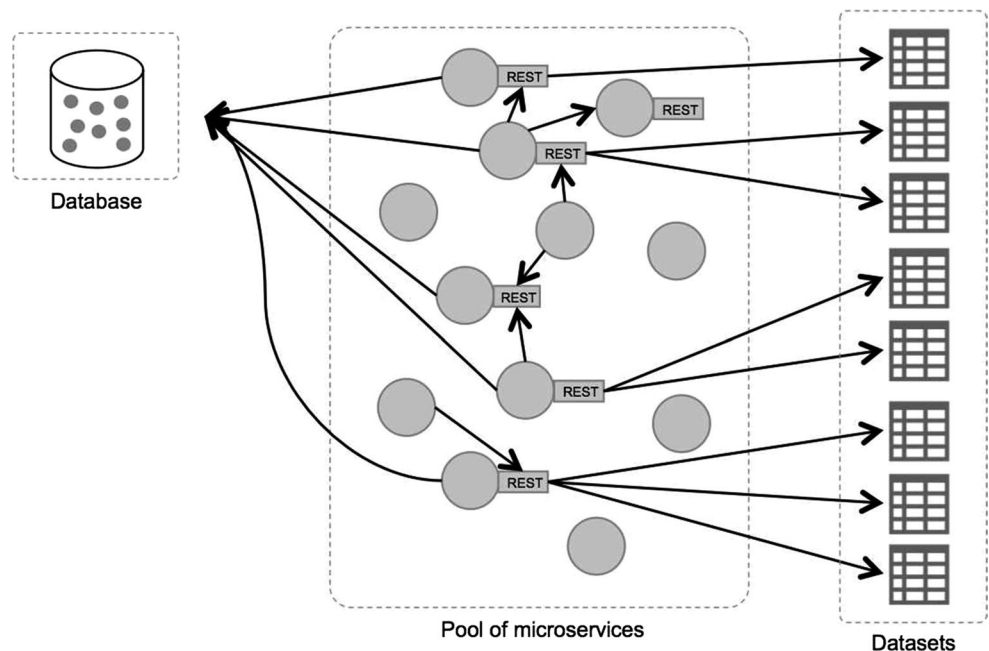 REST
REST
REST
REST
REST
REST
Database
Pool of microservices
Datasets